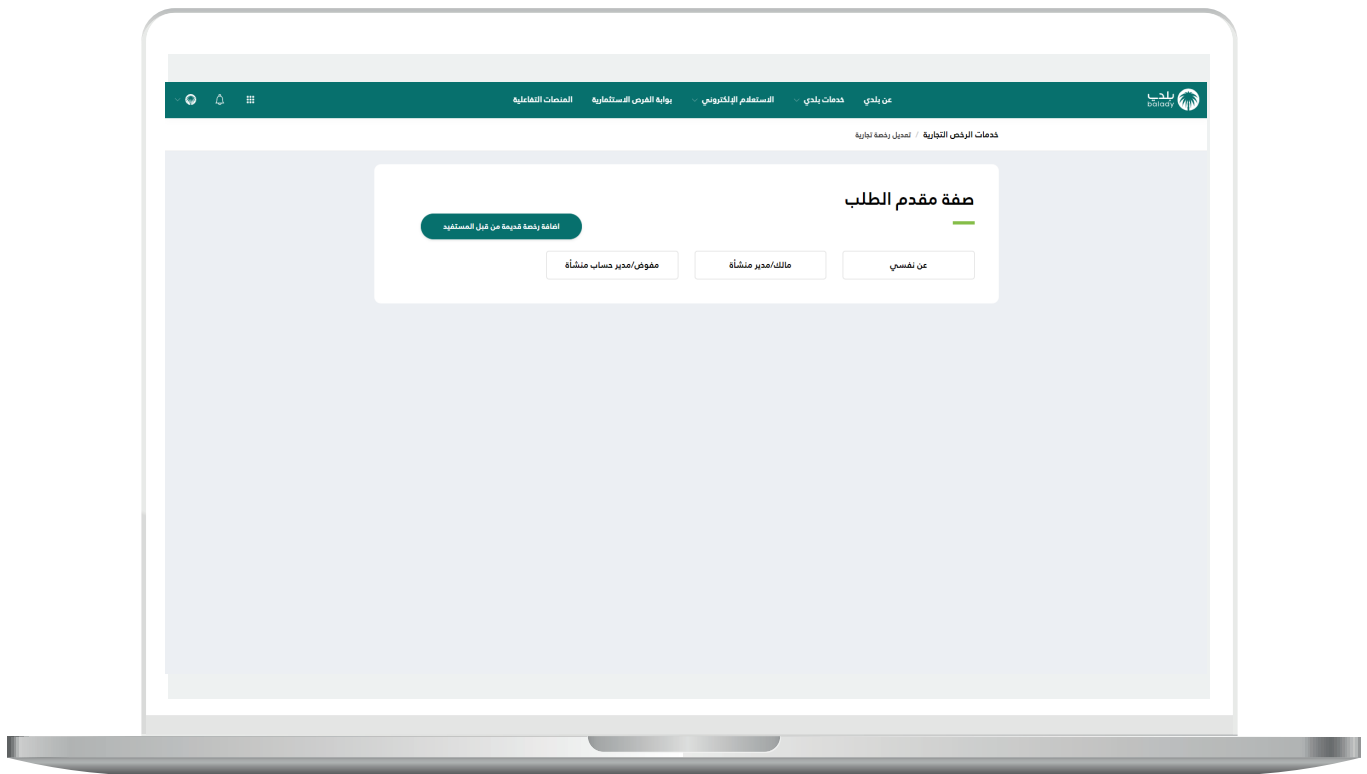 بلدي
balady
عن بلدي خدمات بلدي الاستعلام الإلكتروني بوابة الفرص الاستثمارية المنصات التفاعلية
خدمات الرخص التجارية / تعديل رخصة تجارية
صفة مقدم الطلب
اضافة رخصة قديمة من قبل المستفيد
عن نفسي مالك/مدير منشأة مفوض/مدير حساب منشأة